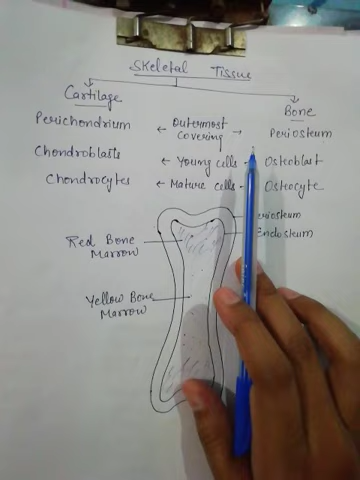 Skeletal Tissue
Cartilage
Bone
Perichondrium ← Outermost Covering → Periosteum
Chondroblasts ← Young cells Osteoblast
Chondrocytes ← Mature cells Osteocyte
Periosteum
Red Bone Marrow
Endosteum
Yellow Bone Marrow